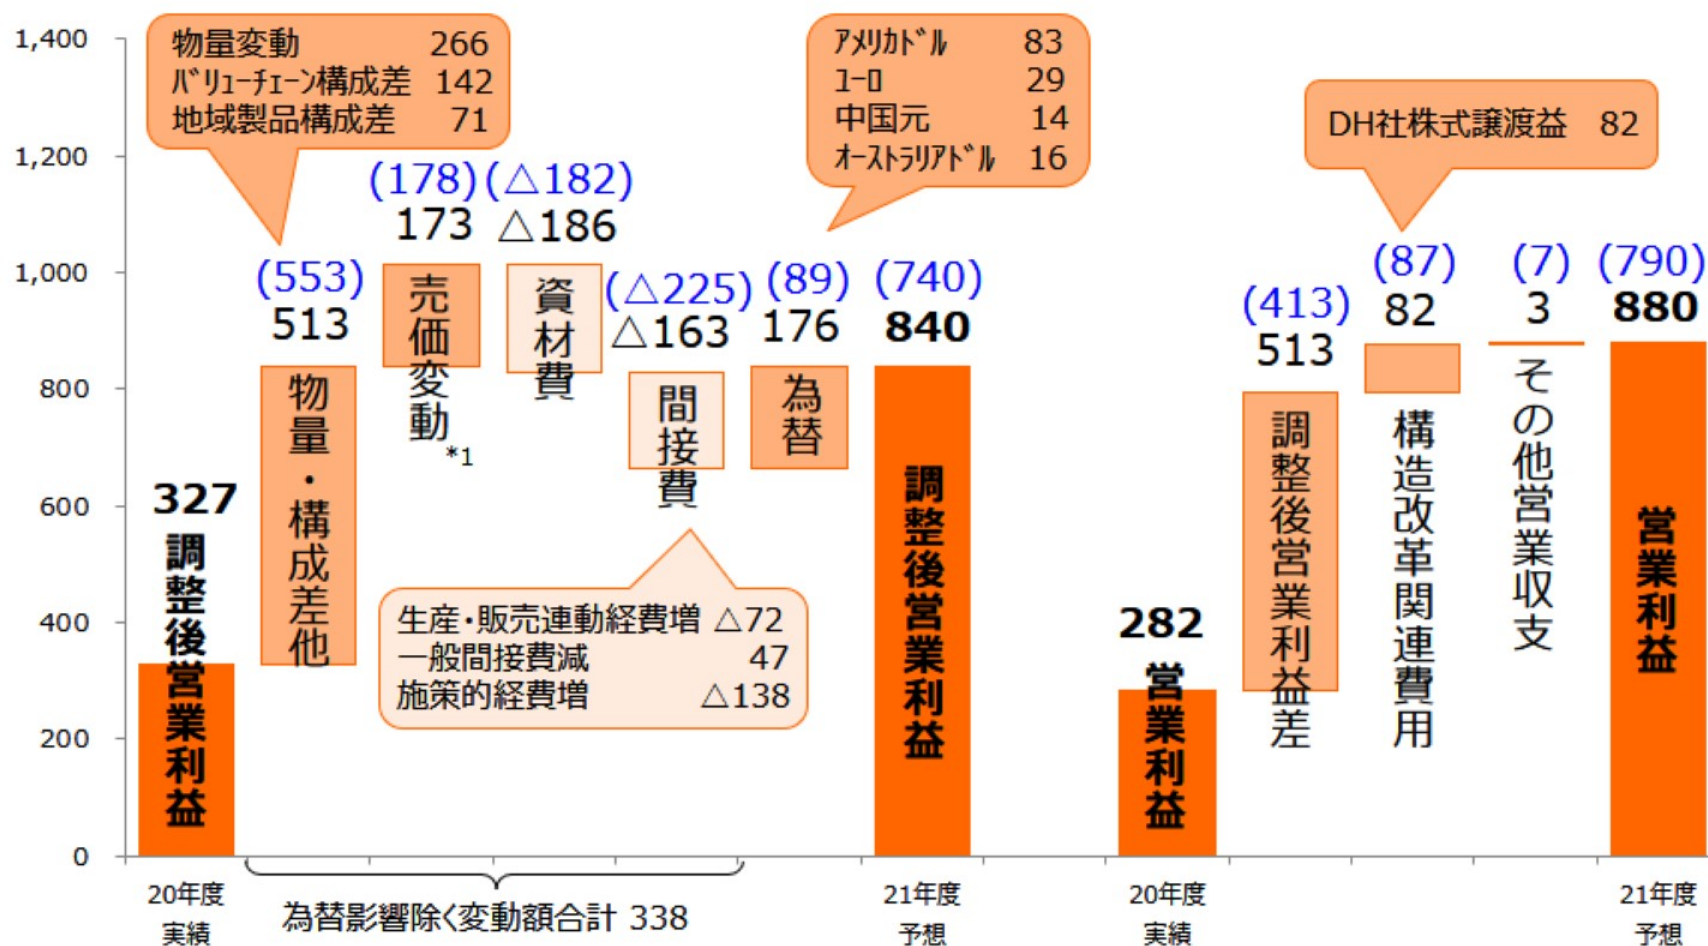 1,400
1,200
1,000
800
600
400
200
0
物量変動 266
ﾊﾞﾘｭｰﾁｪｰﾝ構成差 142
地域製品構成差 71
ｱﾒﾘｶﾄﾞﾙ 83
ﾕｰﾛ 29
中国元 14
ｵｰｽﾄﾗﾘｱﾄﾞﾙ 16
DH社株式譲渡益 82
327
調整後営業利益
(553)
513
物量・構成差他
(178)
173
売価変動
*1
(△182)
△186
資材費
(△225)
△163
間接費
(89)
176
為替
(740)
840
調整後営業利益
生産・販売連動経費増 △72
一般間接費減 47
施策的経費増 △138
282
営業利益
(413)
513
調整後営業利益差
(87)
82
構造改革関連費用
(7)
3
その他営業収支
(790)
880
営業利益
20年度
実績
為替影響除く変動額合計 338
21年度
予想
20年度
実績
21年度
予想